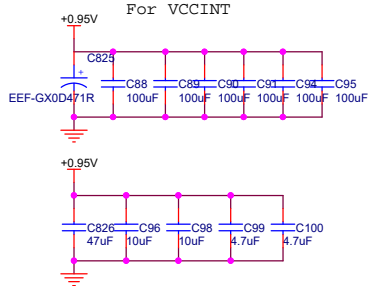 For VCCINT
+0.95V
C825
+
EEF-GX0D471R
C88 C89 C90 C91 C94 C95
100uF 100uF 100uF 100uF 100uF 100uF
+0.95V
C826 C96 C98 C99 C100
47uF 10uF 10uF 4.7uF 4.7uF